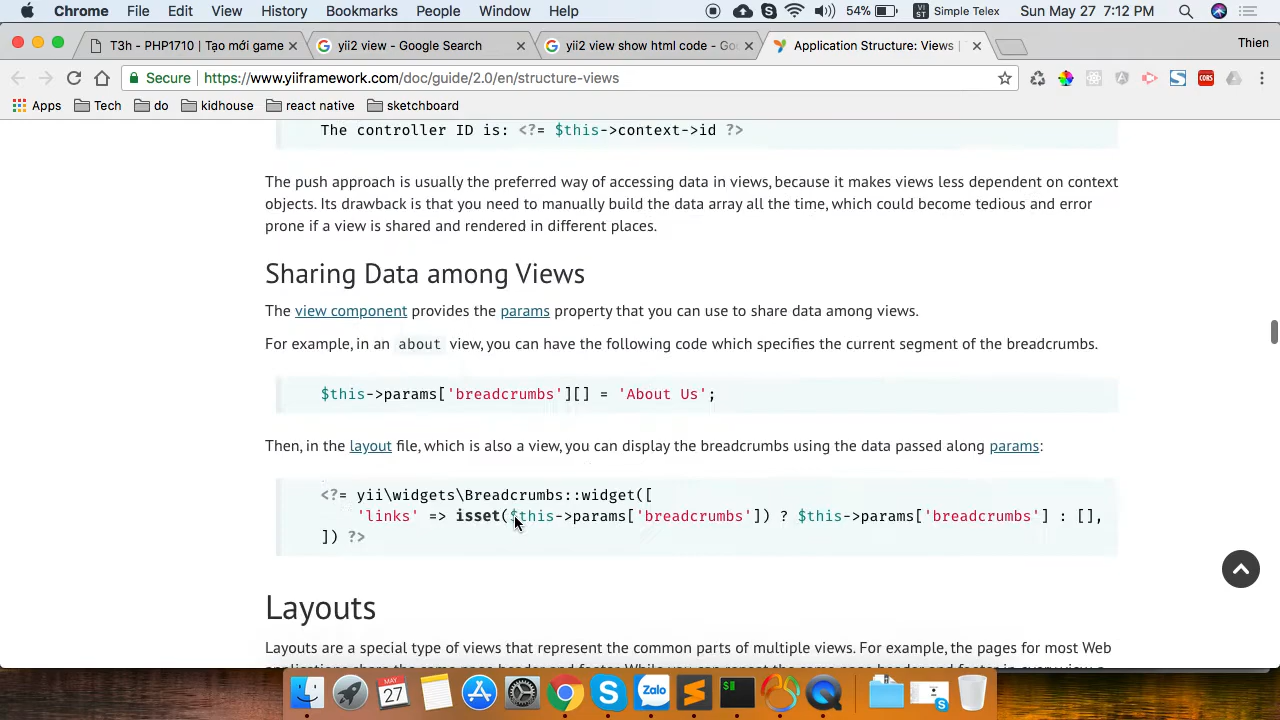 Chrome File Edit View History Bookmarks People Window Help 54% VI ST Simple Telex Sun May 27 7:12 PM
T3h - PHP1710 | Tạo mới game × yii2 view - Google Search × yii2 view show html code - Go × Application Structure: Views | × Thien
Secure | https://www.yiiframework.com/doc/guide/2.0/en/structure-views
Apps Tech do kidhouse react native sketchboard
The controller ID is: <?= $this->context->id ?>
The push approach is usually the preferred way of accessing data in views, because it makes views less dependent on context
objects. Its drawback is that you need to manually build the data array all the time, which could become tedious and error
prone if a view is shared and rendered in different places.
Sharing Data among Views
The view component provides the params property that you can use to share data among views.
For example, in an about view, you can have the following code which specifies the current segment of the breadcrumbs.
$this->params['breadcrumbs'][] = 'About Us';
Then, in the layout file, which is also a view, you can display the breadcrumbs using the data passed along params:
<?= yii\widgets\Breadcrumbs::widget([
'links' => isset($this->params['breadcrumbs']) ? $this->params['breadcrumbs'] : [],
]) ?>
Layouts
Layouts are a special type of views that represent the common parts of multiple views. For example, the pages for most Web
MAY
27
Zalo